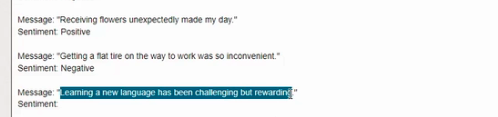 Message: "Receiving flowers unexpectedly made my day."
Sentiment: Positive
Message: "Getting a flat tire on the way to work was so inconvenient."
Sentiment: Negative
Message: "Learning a new language has been challenging but rewarding."
Sentiment: